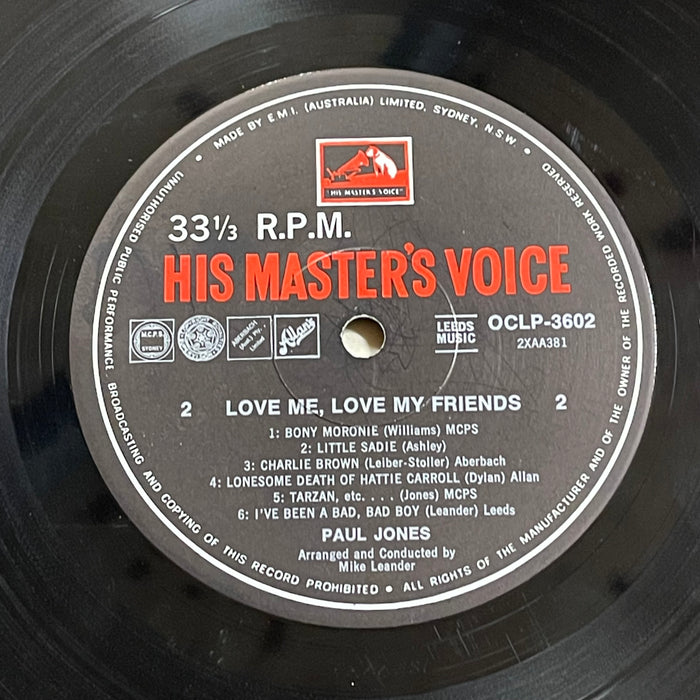 MADE BY E.M.I. (AUSTRALIA) LIMITED, SYDNEY, N.S.W.
"HIS MASTER'S VOICE"
33⅓ R.P.M.
HIS MASTER'S VOICE
M.C.P.S. SYDNEY
ABERBACH (Aust.) Pty. Limited
Allans
LEEDS MUSIC
OCLP-3602
2XAA381
2 LOVE ME, LOVE MY FRIENDS 2
1: BONY MORONIE (Williams) MCPS
2: LITTLE SADIE (Ashley)
3: CHARLIE BROWN (Leiber-Stoller) Aberbach
4: LONESOME DEATH OF HATTIE CARROLL (Dylan) Allan
5: TARZAN, etc. . . . (Jones) MCPS
6: I'VE BEEN A BAD, BAD BOY (Leander) Leeds
PAUL JONES
Arranged and Conducted by
Mike Leander
UNAUTHORISED PUBLIC PERFORMANCE, BROADCASTING AND COPYING OF THIS RECORD PROHIBITED • ALL RIGHTS OF THE MANUFACTURER AND OF THE OWNER OF THE RECORDED WORK RESERVED